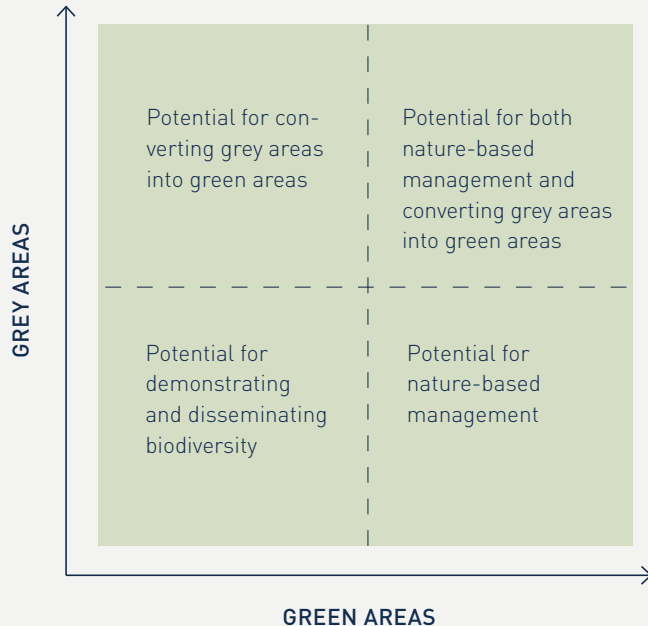 Potential for con-
verting grey areas
into green areas
Potential for both
nature-based
management and
converting grey areas
into green areas
GREY AREAS
Potential for
demonstrating
and disseminating
biodiversity
Potential for
nature-based
management
GREEN AREAS